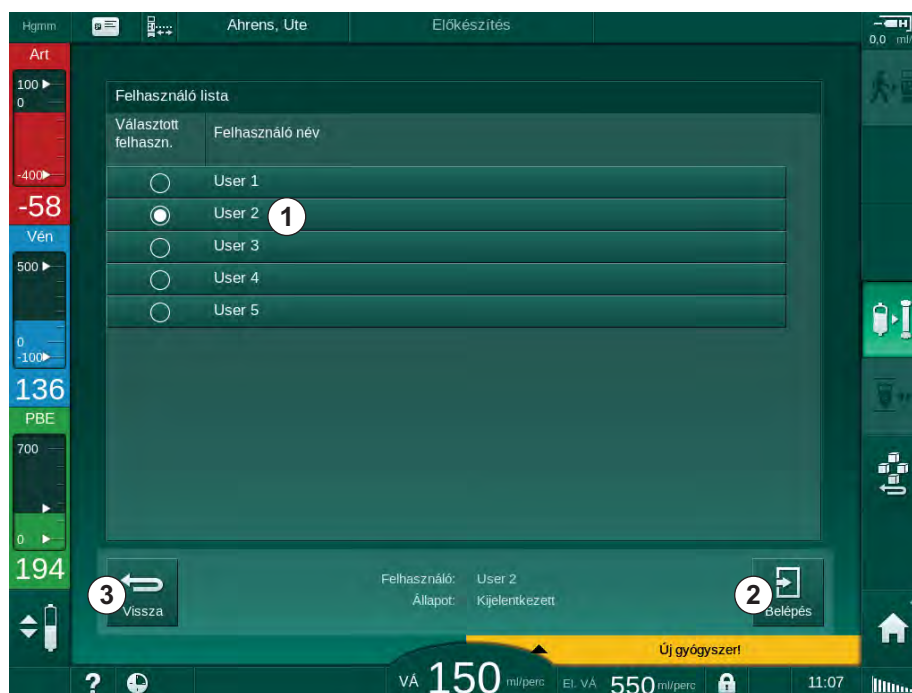 Hgmm Ahrens, Ute Előkészítés
0,0 ml/
Art
100
0
-400
-58
Vén
500
0
-100
136
PBE
700
0
194
Felhasználó lista
Választott felhaszn. Felhasználó név
User 1
User 2 1
User 3
User 4
User 5
3 Vissza
Felhasználó: User 2
Állapot: Kijelentkezett
2 Belépés
Új gyógyszer!
? VÁ 150 ml/perc El. VÁ 550 ml/perc 11:07